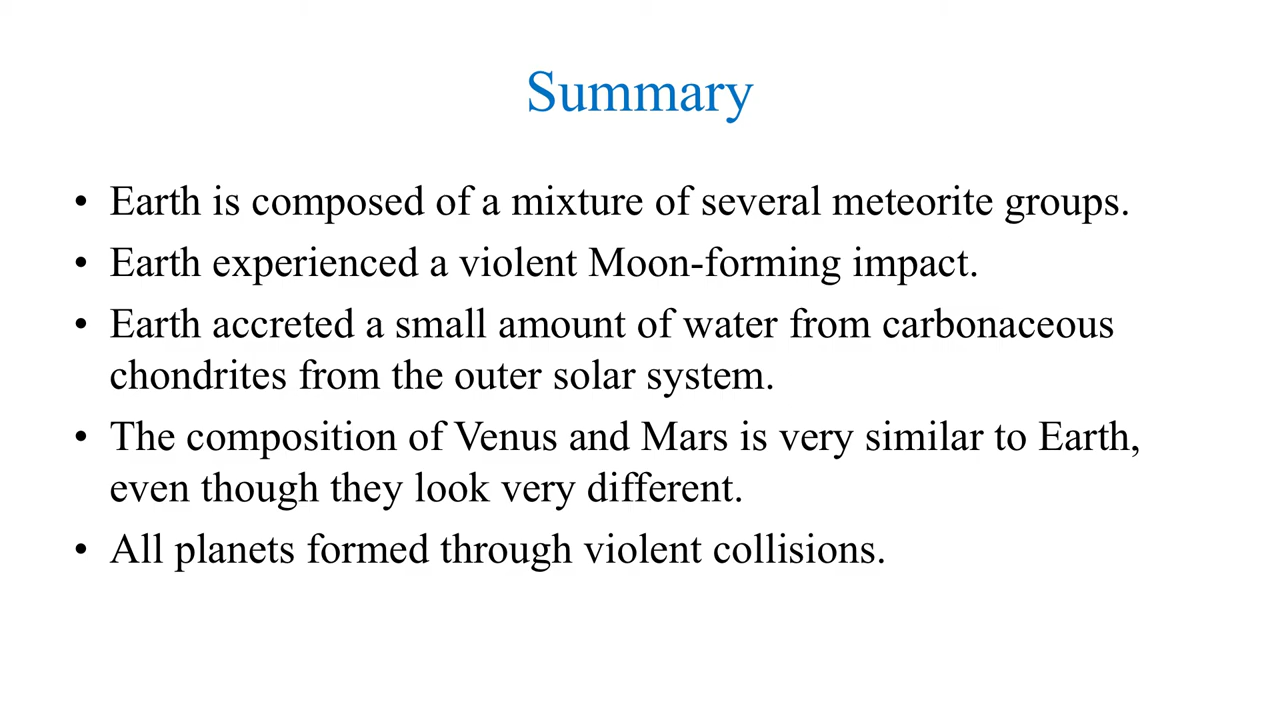 Summary
• Earth is composed of a mixture of several meteorite groups.
• Earth experienced a violent Moon-forming impact.
• Earth accreted a small amount of water from carbonaceous
chondrites from the outer solar system.
• The composition of Venus and Mars is very similar to Earth,
even though they look very different.
• All planets formed through violent collisions.